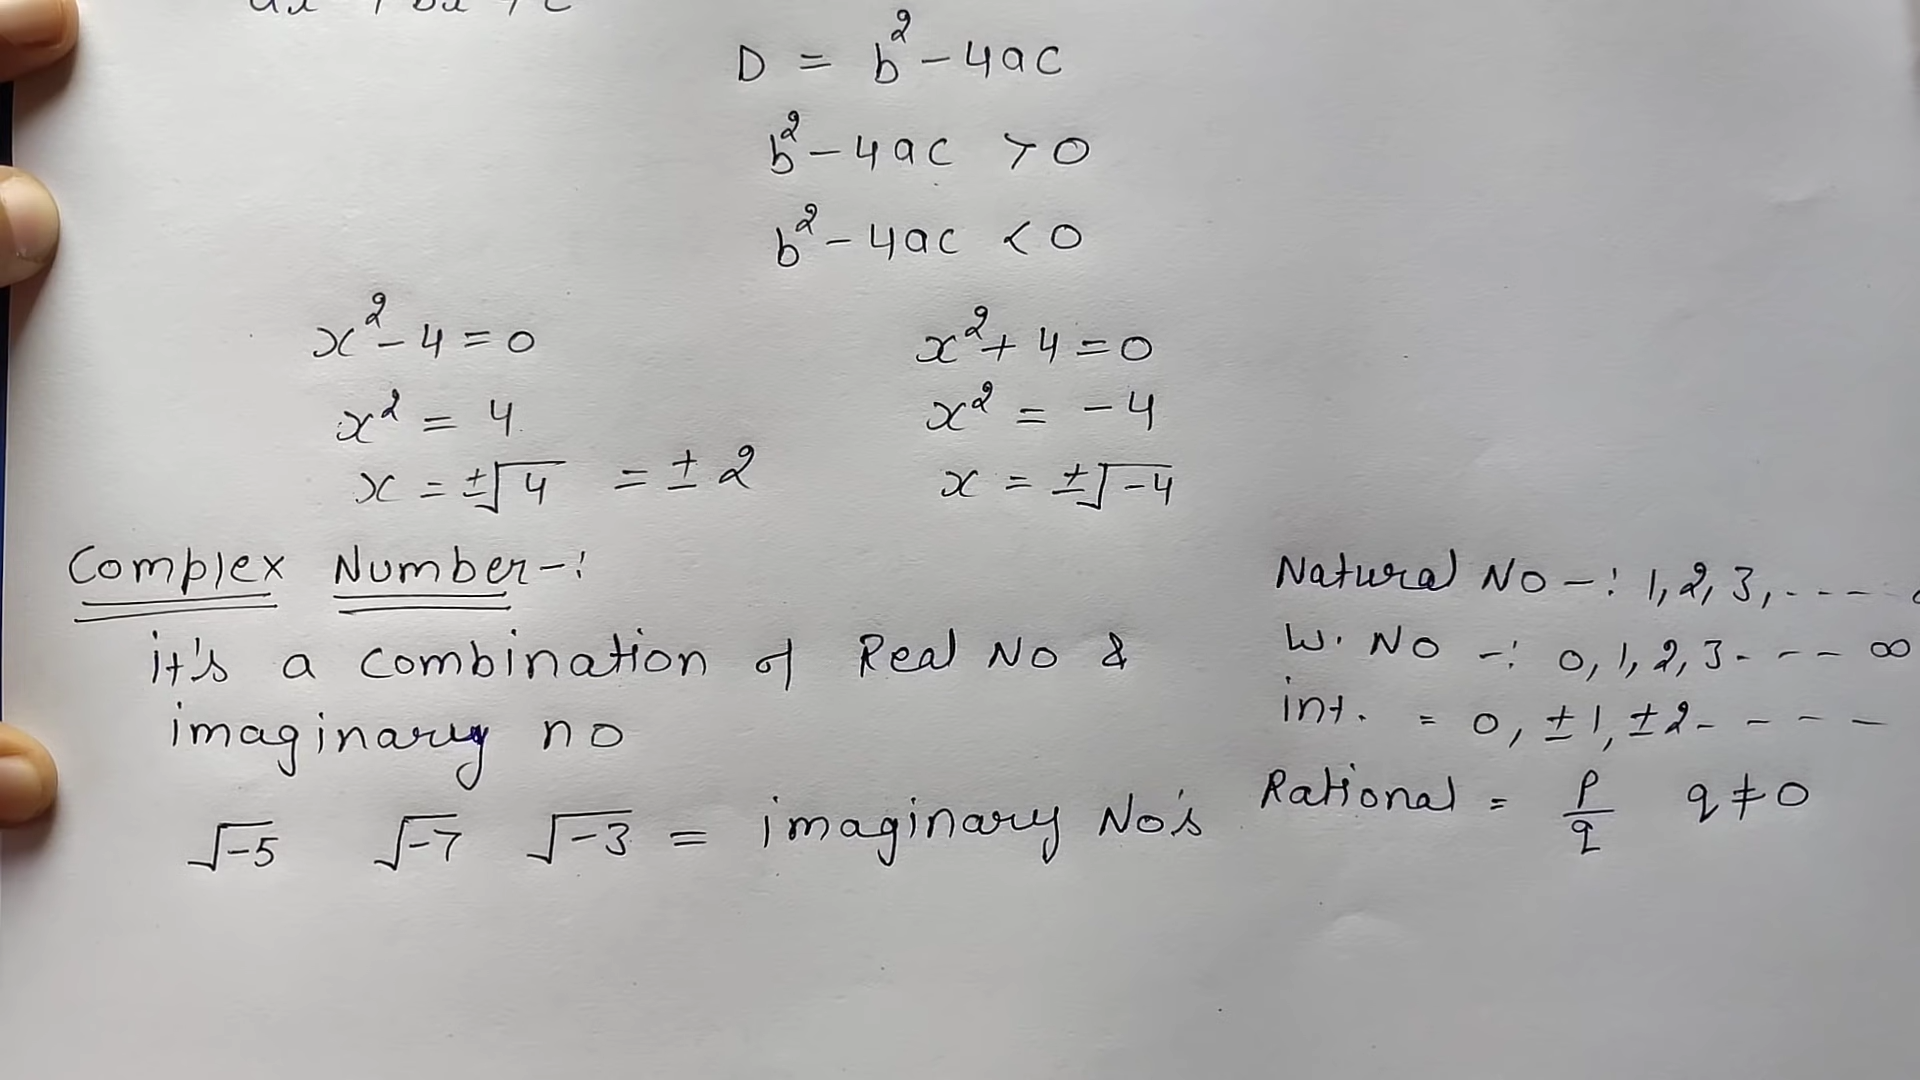 D = b² - 4ac
b² - 4ac > 0
b² - 4ac < 0
x² - 4 = 0
x² = 4
x = ±√4 = ± 2
x² + 4 = 0
x² = - 4
x = ±√-4
Complex Number-:
it's a combination of Real No &
imaginary no
√-5 √-7 √-3 = imaginary No's
Natural No -: 1, 2, 3, ----
W. No -: 0, 1, 2, 3- --- ∞
int. = 0, ±1, ±2- - - - -
Rational = p/q q ≠ 0